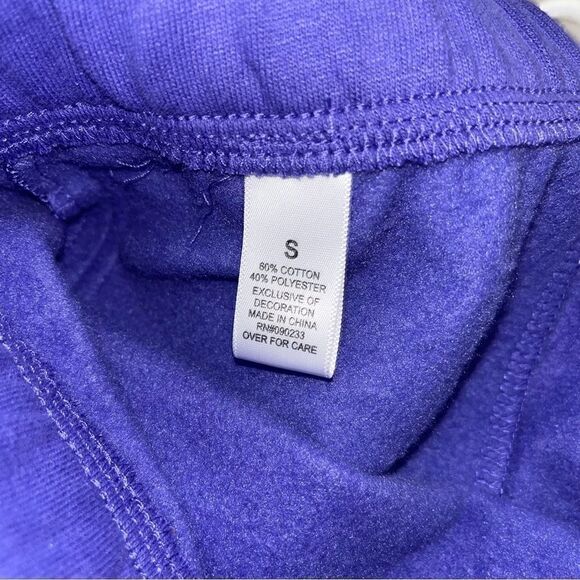 S
60% COTTON
40% POLYESTER
EXCLUSIVE OF
DECORATION
MADE IN CHINA
RN#090233
OVER FOR CARE